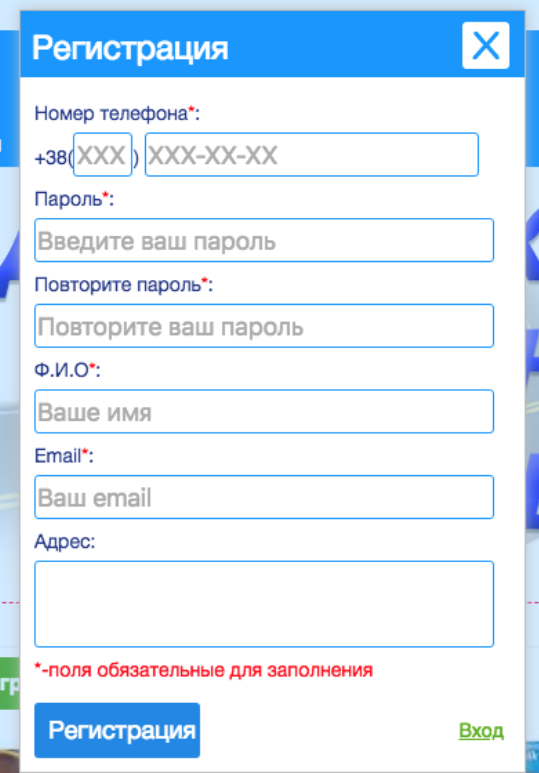 Регистрация
Номер телефона*:
+38(XXX) XXX-XX-XX
Пароль*:
Введите ваш пароль
Повторите пароль*:
Повторите ваш пароль
Ф.И.О*:
Ваше имя
Email*:
Ваш email
Адрес:
*-поля обязательные для заполнения
Регистрация
Вход